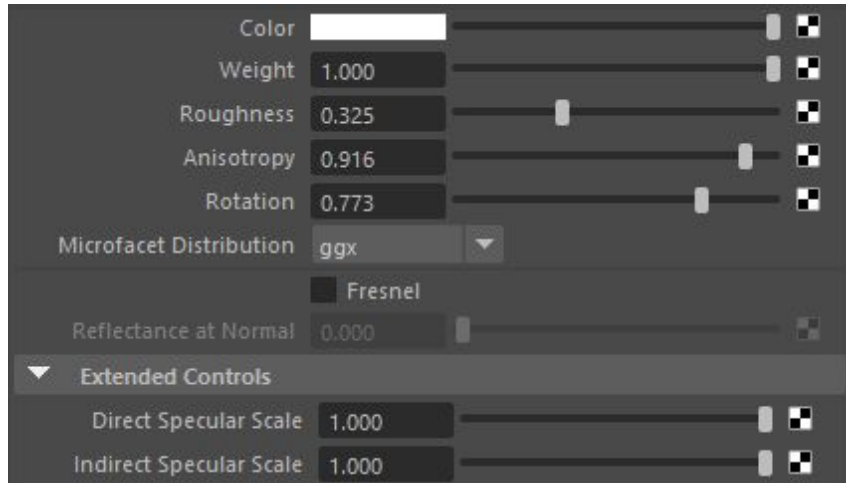 Color
Weight 1.000
Roughness 0.325
Anisotropy 0.916
Rotation 0.773
Microfacet Distribution ggx
Fresnel
Reflectance at Normal 0.000
Extended Controls
Direct Specular Scale 1.000
Indirect Specular Scale 1.000